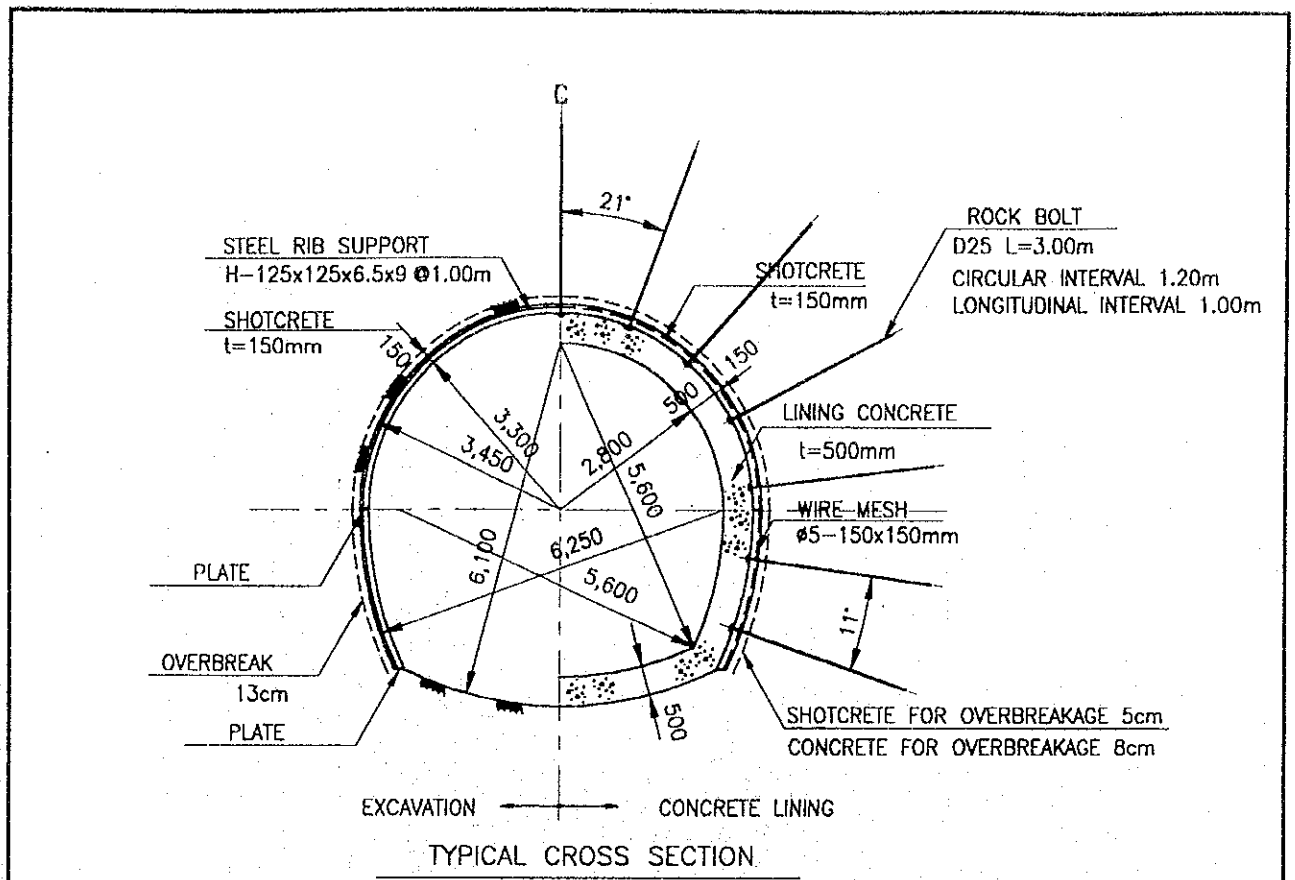 C
21°
STEEL RIB SUPPORT
H-125x125x6.5x9 @1.00m
SHOTCRETE
t=150mm
150
SHOTCRETE
t=150mm
ROCK BOLT
D25 L=3.00m
CIRCULAR INTERVAL 1.20m
LONGITUDINAL INTERVAL 1.00m
150
500
3,300
3,450
2,800
5,600
LINING CONCRETE
t=500mm
WIRE MESH
ø5-150x150mm
6,100
6,250
5,600
PLATE
11°
OVERBREAK
13cm
PLATE
500
SHOTCRETE FOR OVERBREAKAGE 5cm
CONCRETE FOR OVERBREAKAGE 8cm
EXCAVATION
CONCRETE LINING
TYPICAL CROSS SECTION